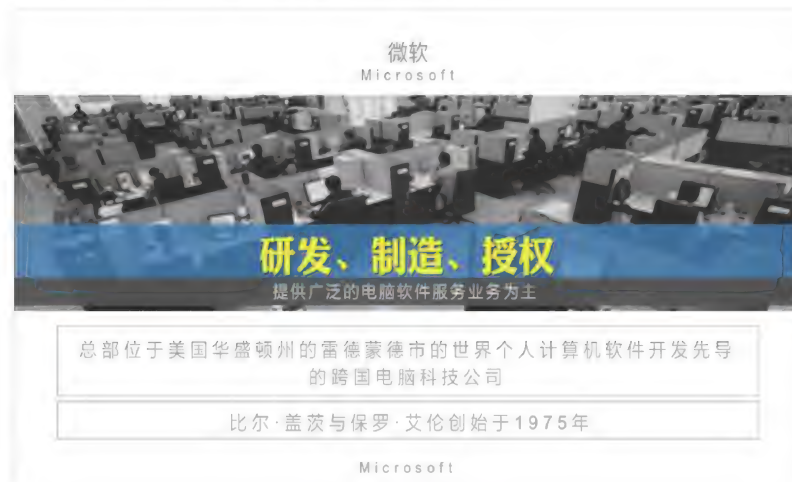 微软
Microsoft
研发、制造、授权
提供广泛的电脑软件服务业务为主
总部位于美国华盛顿州的雷德蒙德市的世界个人计算机软件开发先导
的跨国电脑科技公司
比尔·盖茨与保罗·艾伦创始于1975年
Microsoft